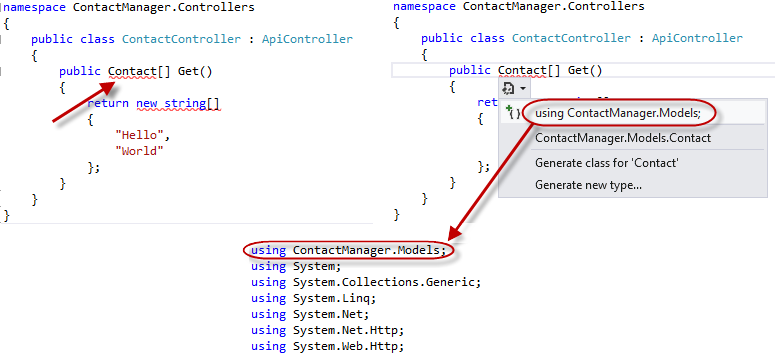 namespace ContactManager.Controllers
{
public class ContactController : ApiController
{
public Contact[] Get()
{
return new string[]
{
"Hello",
"World"
};
}
}
}
namespace ContactManager.Controllers
{
public class ContactController : ApiController
{
public Contact[] Get()
{
ret
{
using ContactManager.Models;
ContactManager.Models.Contact
Generate class for 'Contact'
Generate new type...
};
}
}
}
using ContactManager.Models;
using System;
using System.Collections.Generic;
using System.Linq;
using System.Net;
using System.Net.Http;
using System.Web.Http;